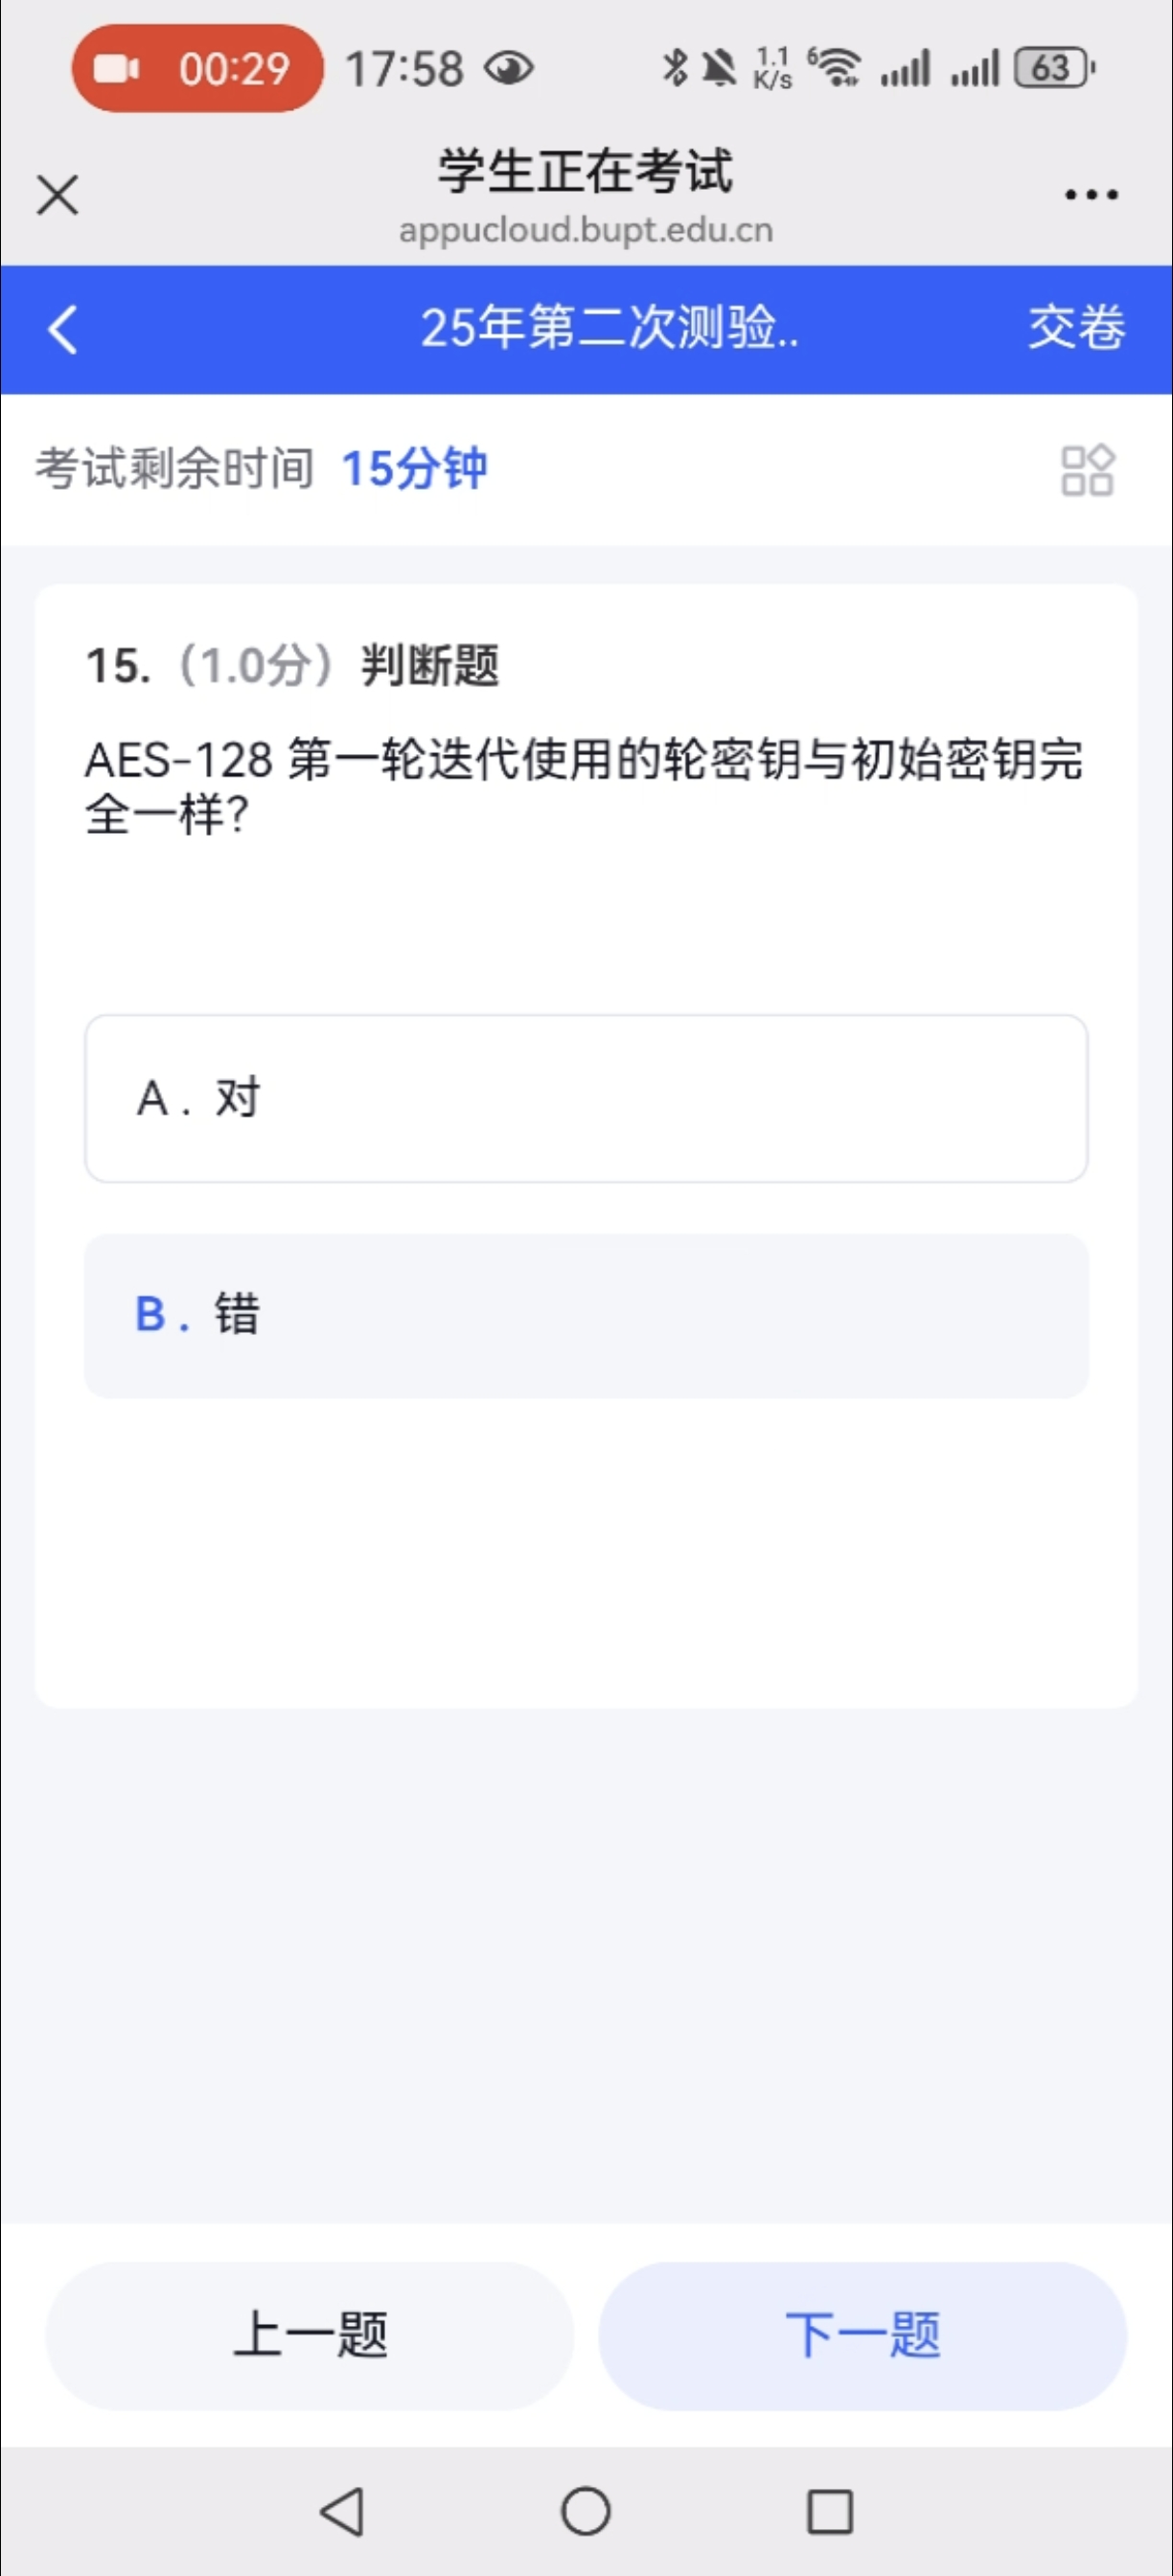 00:29 17:58 1.1 K/s 6 63
学生正在考试
appucloud.bupt.edu.cn
25年第二次测验.. 交卷
考试剩余时间 15分钟
15.（1.0分）判断题
AES-128 第一轮迭代使用的轮密钥与初始密钥完
全一样？
A . 对
B . 错
上一题 下一题